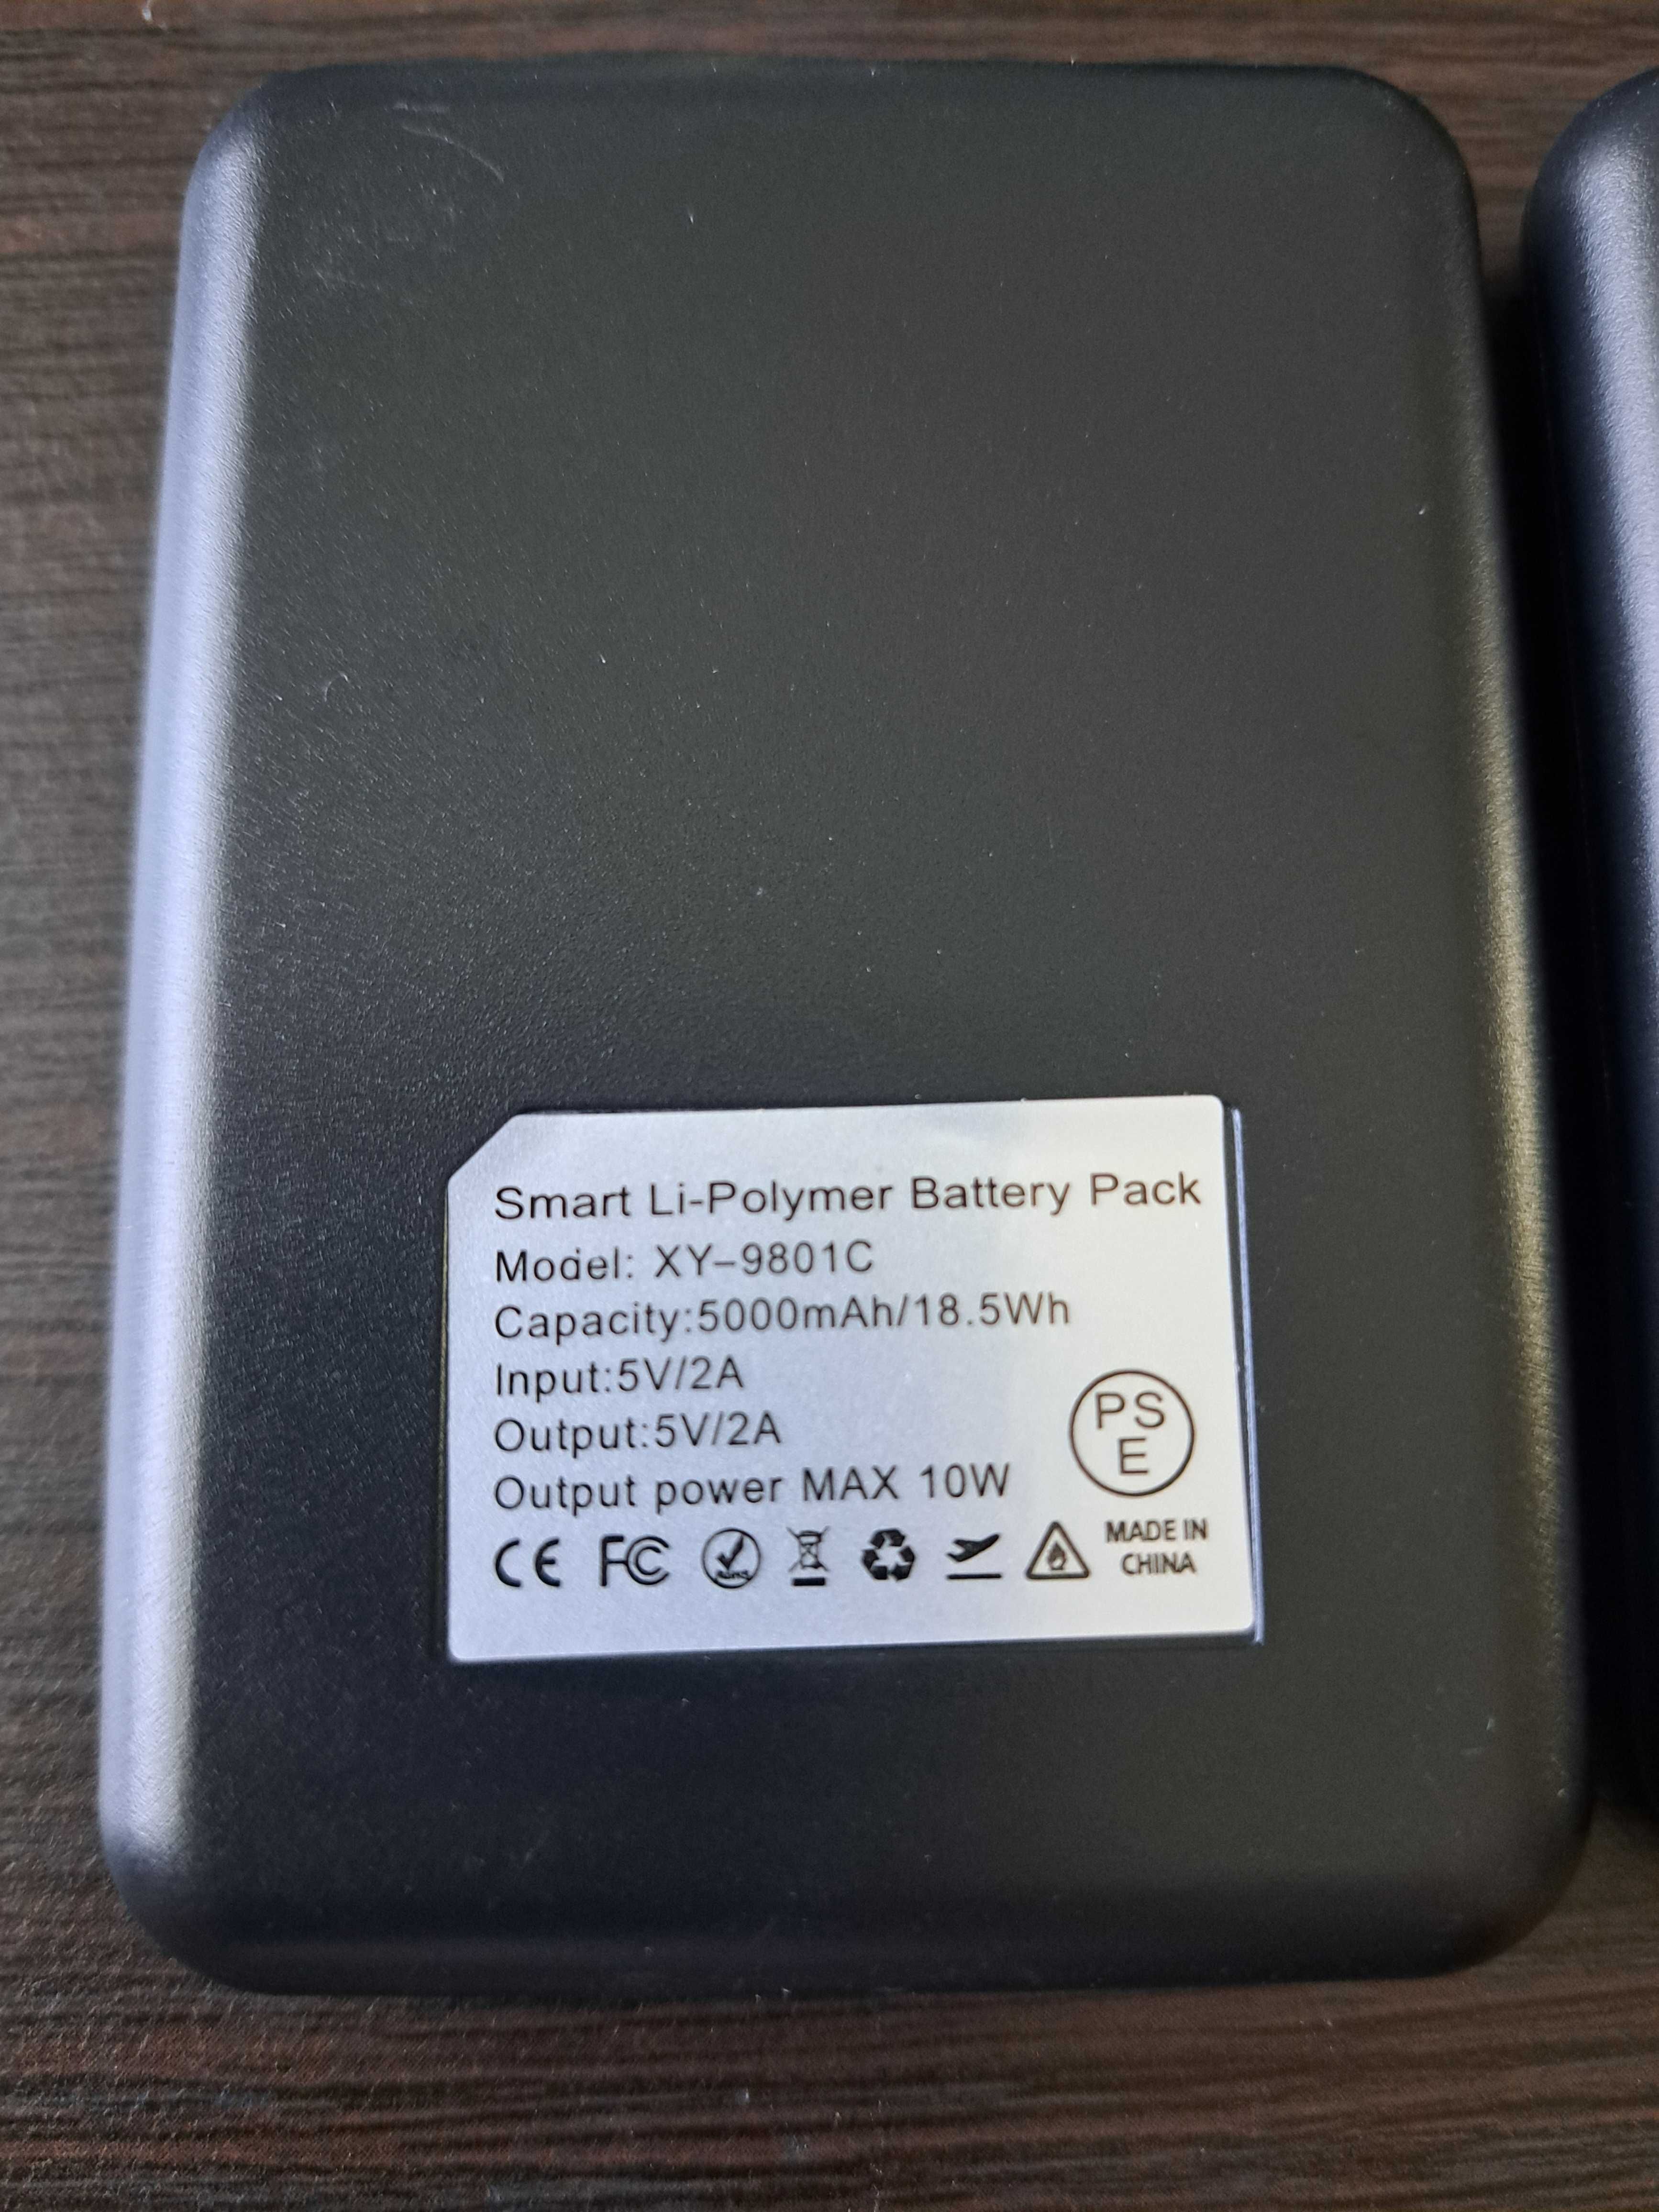 Smart Li-Polymer Battery Pack
Model: XY-9801C
Capacity:5000mAh/18.5Wh
Input:5V/2A
Output:5V/2A
Output power MAX 10W
PS
E
CE FC RoHS
MADE IN
CHINA